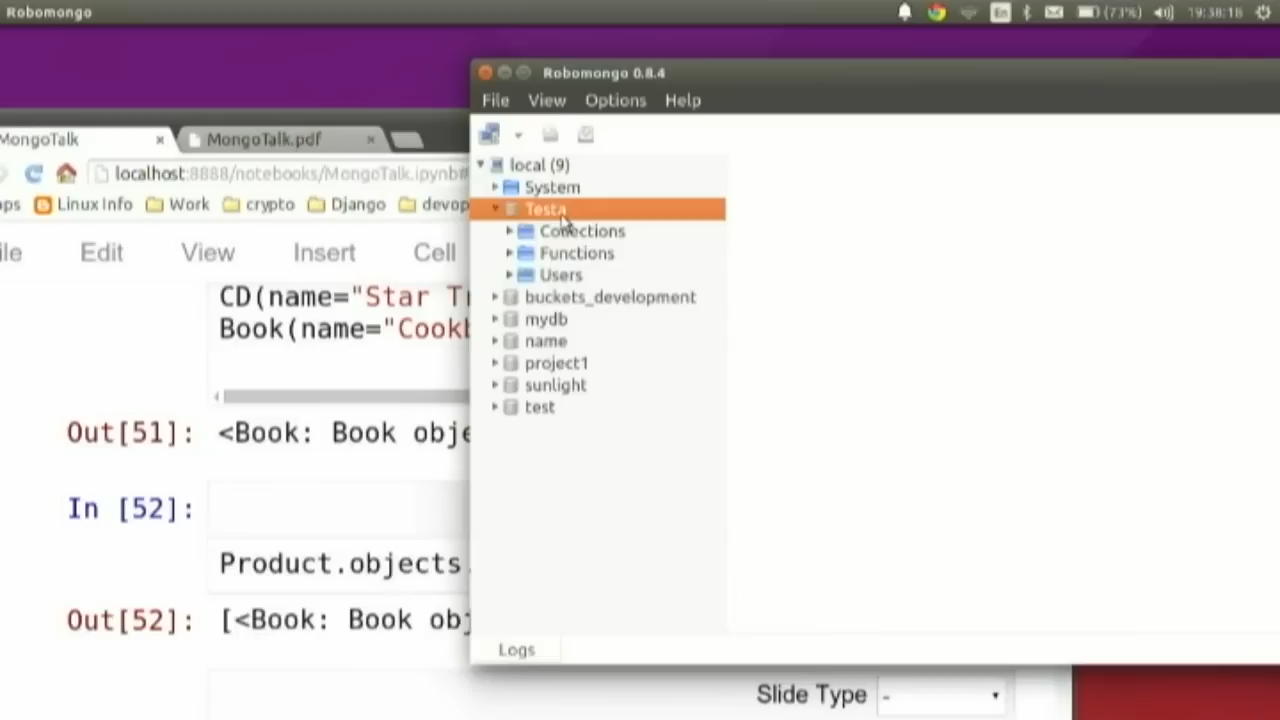 Robomongo
En
(73%)
19:38:18
Robomongo 0.8.4
File View Options Help
MongoTalk
MongoTalk.pdf
localhost:8888/notebooks/MongoTalk.ipynb#
Linux Info Work crypto Django devop
Edit View Insert Cell
local (9)
System
Testa
Collections
Functions
Users
buckets_development
mydb
name
project1
sunlight
test
Logs
CD(name="Star Tr
Book(name="Cookb
Out[51]: <Book: Book obje
In [52]:
Product.objects.
Out[52]: [<Book: Book obj
Slide Type -